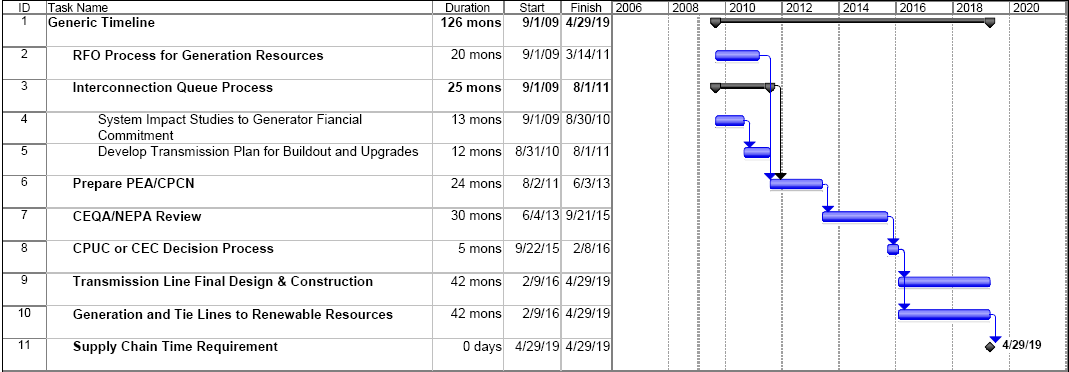 ID Task Name Duration Start Finish 2006 2008 2010 2012 2014 2016 2018 2020
1 Generic Timeline 126 mons 9/1/09 4/29/19
2 RFO Process for Generation Resources 20 mons 9/1/09 3/14/11
3 Interconnection Queue Process 25 mons 9/1/09 8/1/11
4 System Impact Studies to Generator Fiancial 13 mons 9/1/09 8/30/10
Commitment
5 Develop Transmission Plan for Buildout and Upgrades 12 mons 8/31/10 8/1/11
6 Prepare PEA/CPCN 24 mons 8/2/11 6/3/13
7 CEQA/NEPA Review 30 mons 6/4/13 9/21/15
8 CPUC or CEC Decision Process 5 mons 9/22/15 2/8/16
9 Transmission Line Final Design & Construction 42 mons 2/9/16 4/29/19
10 Generation and Tie Lines to Renewable Resources 42 mons 2/9/16 4/29/19
11 Supply Chain Time Requirement 0 days 4/29/19 4/29/19 4/29/19